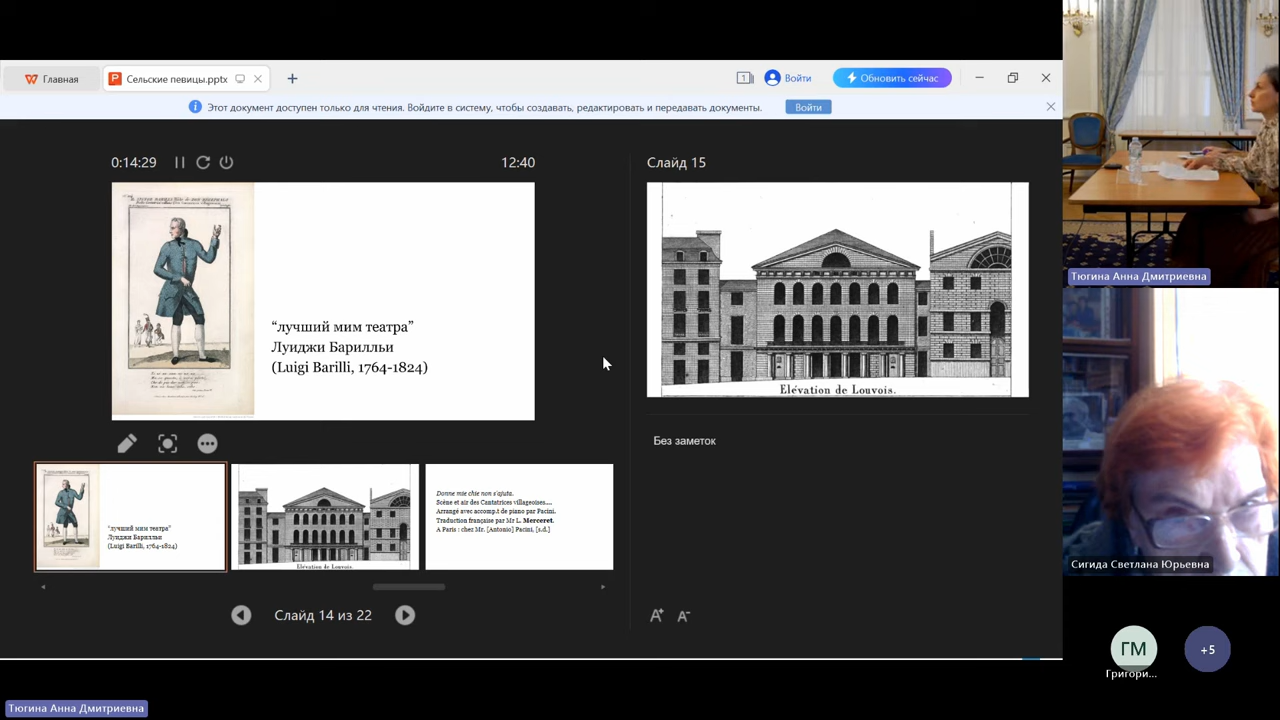 Главная
Сельские певицы.pptx
1
Войти
Обновить сейчас
Этот документ доступен только для чтения. Войдите в систему, чтобы создавать, редактировать и передавать документы.
Войти
0:14:29
12:40
“лучший мим театра”
Луиджи Барилльи
(Luigi Barilli, 1764-1824)
“лучший мим театра”
Луиджи Барилльи
(Luigi Barilli, 1764-1824)
Elévation de Louvois.
Donne mie chie non s'ajuta.
Scène et air des Cantatrices villageoises....
Arrangé avec accomp.t de piano par Pacini.
Traduction française par Mr L. Merceret.
A Paris : chez Mr. [Antonio] Pacini, [s.d.]
Слайд 14 из 22
Слайд 15
Elévation de Louvois.
Без заметок
A+ A-
Тюгина Анна Дмитриевна
Сигида Светлана Юрьевна
ГМ
Григори...
+5
Тюгина Анна Дмитриевна